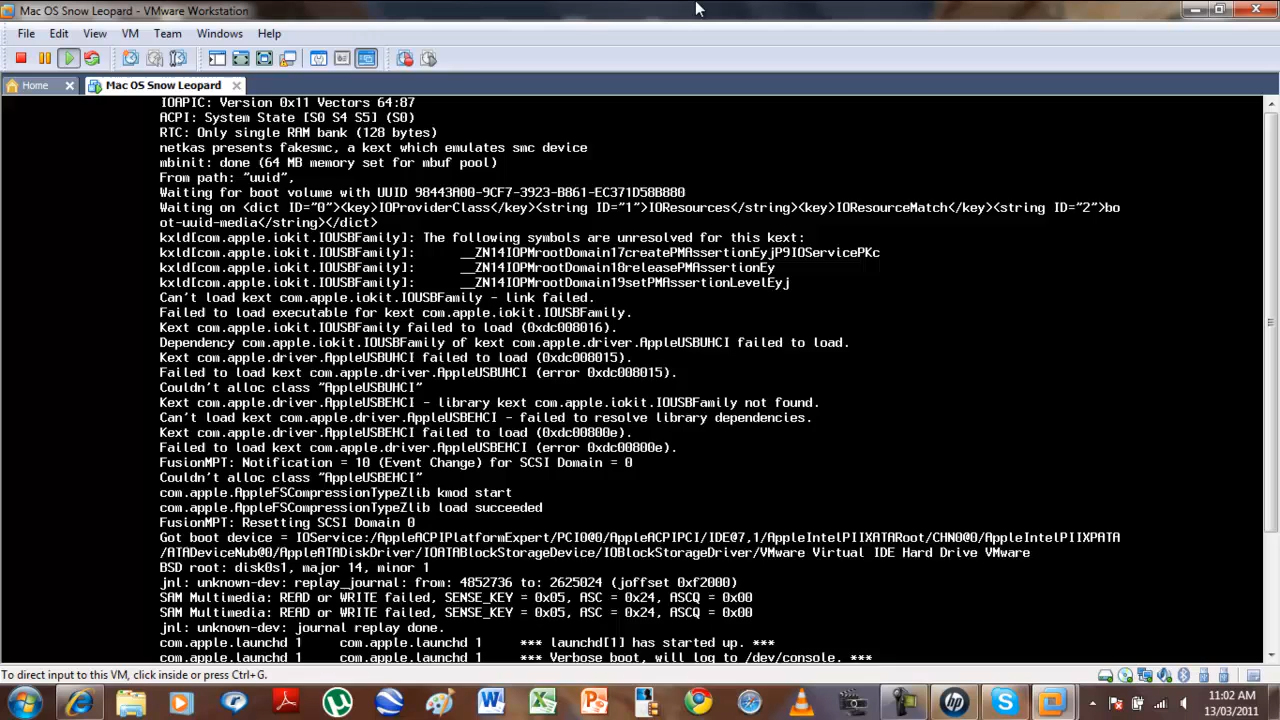 Mac OS Snow Leopard - VMware Workstation
File Edit View VM Team Windows Help
Home Mac OS Snow Leopard
IOAPIC: Version 0x11 Vectors 64:87
ACPI: System State [S0 S4 S5] (S0)
RTC: Only single RAM bank (128 bytes)
netkas presents fakesmc, a kext which emulates smc device
mbinit: done (64 MB memory set for mbuf pool)
From path: "uuid",
Waiting for boot volume with UUID 98443A00-9CF7-3923-B861-EC371D58B880
Waiting on <dict ID="0"><key>IOProviderClass</key><string ID="1">IOResources</string><key>IOResourceMatch</key><string ID="2">bo
ot-uuid-media</string></dict>
kxld[com.apple.iokit.IOUSBFamily]: The following symbols are unresolved for this kext:
kxld[com.apple.iokit.IOUSBFamily]: __ZN14IOPMrootDomain17createPMAssertionEyjP9IOServicePKc
kxld[com.apple.iokit.IOUSBFamily]: __ZN14IOPMrootDomain18releasePMAssertionEy
kxld[com.apple.iokit.IOUSBFamily]: __ZN14IOPMrootDomain19setPMAssertionLevelEyj
Can't load kext com.apple.iokit.IOUSBFamily - link failed.
Failed to load executable for kext com.apple.iokit.IOUSBFamily.
Kext com.apple.iokit.IOUSBFamily failed to load (0xdc008016).
Dependency com.apple.iokit.IOUSBFamily of kext com.apple.driver.AppleUSBUHCI failed to load.
Kext com.apple.driver.AppleUSBUHCI failed to load (0xdc008015).
Failed to load kext com.apple.driver.AppleUSBUHCI (error 0xdc008015).
Couldn't alloc class "AppleUSBUHCI"
Kext com.apple.driver.AppleUSBEHCI - library kext com.apple.iokit.IOUSBFamily not found.
Can't load kext com.apple.driver.AppleUSBEHCI - failed to resolve library dependencies.
Kext com.apple.driver.AppleUSBEHCI failed to load (0xdc00800e).
Failed to load kext com.apple.driver.AppleUSBEHCI (error 0xdc00800e).
FusionMPT: Notification = 10 (Event Change) for SCSI Domain = 0
Couldn't alloc class "AppleUSBEHCI"
com.apple.AppleFSCompressionTypeZlib kmod start
com.apple.AppleFSCompressionTypeZlib load succeeded
FusionMPT: Resetting SCSI Domain 0
Got boot device = IOService:/AppleACPIPlatformExpert/PCI0@0/AppleACPIPCI/IDE@7,1/AppleIntelPIIXATARoot/CHN0@0/AppleIntelPIIXPATA
/ATADeviceNub@0/AppleATADiskDriver/IOATABlockStorageDevice/IOBlockStorageDriver/VMware Virtual IDE Hard Drive VMware
BSD root: disk0s1, major 14, minor 1
jnl: unknown-dev: replay_journal: from: 4852736 to: 2625024 (joffset 0xf2000)
SAM Multimedia: READ or WRITE failed, SENSE_KEY = 0x05, ASC = 0x24, ASCQ = 0x00
SAM Multimedia: READ or WRITE failed, SENSE_KEY = 0x05, ASC = 0x24, ASCQ = 0x00
jnl: unknown-dev: journal replay done.
com.apple.launchd 1 com.apple.launchd 1 *** launchd[1] has started up. ***
com.apple.launchd 1 com.apple.launchd 1 *** Verbose boot, will log to /dev/console. ***
To direct input to this VM, click inside or press Ctrl+G.
11:02 AM
13/03/2011